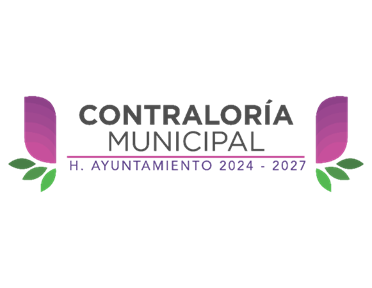 CONTRALORÍA
MUNICIPAL
H. AYUNTAMIENTO 2024 - 2027